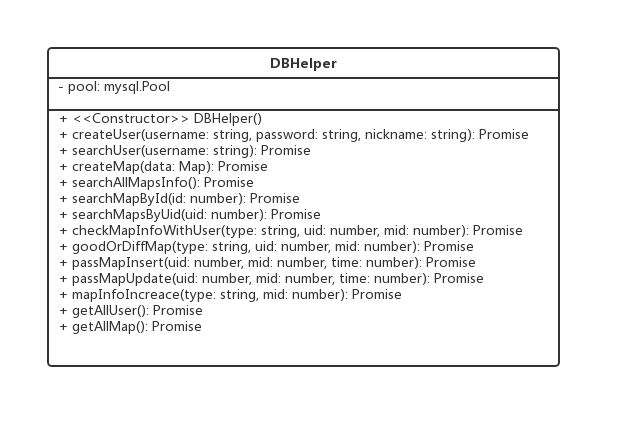 DBHelper
- pool: mysql.Pool
+ <<Constructor>> DBHelper()
+ createUser(username: string, password: string, nickname: string): Promise
+ searchUser(username: string): Promise
+ createMap(data: Map): Promise
+ searchAllMapsInfo(): Promise
+ searchMapById(id: number): Promise
+ searchMapsByUid(uid: number): Promise
+ checkMapInfoWithUser(type: string, uid: number, mid: number): Promise
+ goodOrDiffMap(type: string, uid: number, mid: number): Promise
+ passMapInsert(uid: number, mid: number, time: number): Promise
+ passMapUpdate(uid: number, mid: number, time: number): Promise
+ mapInfoIncreace(type: string, mid: number): Promise
+ getAllUser(): Promise
+ getAllMap(): Promise